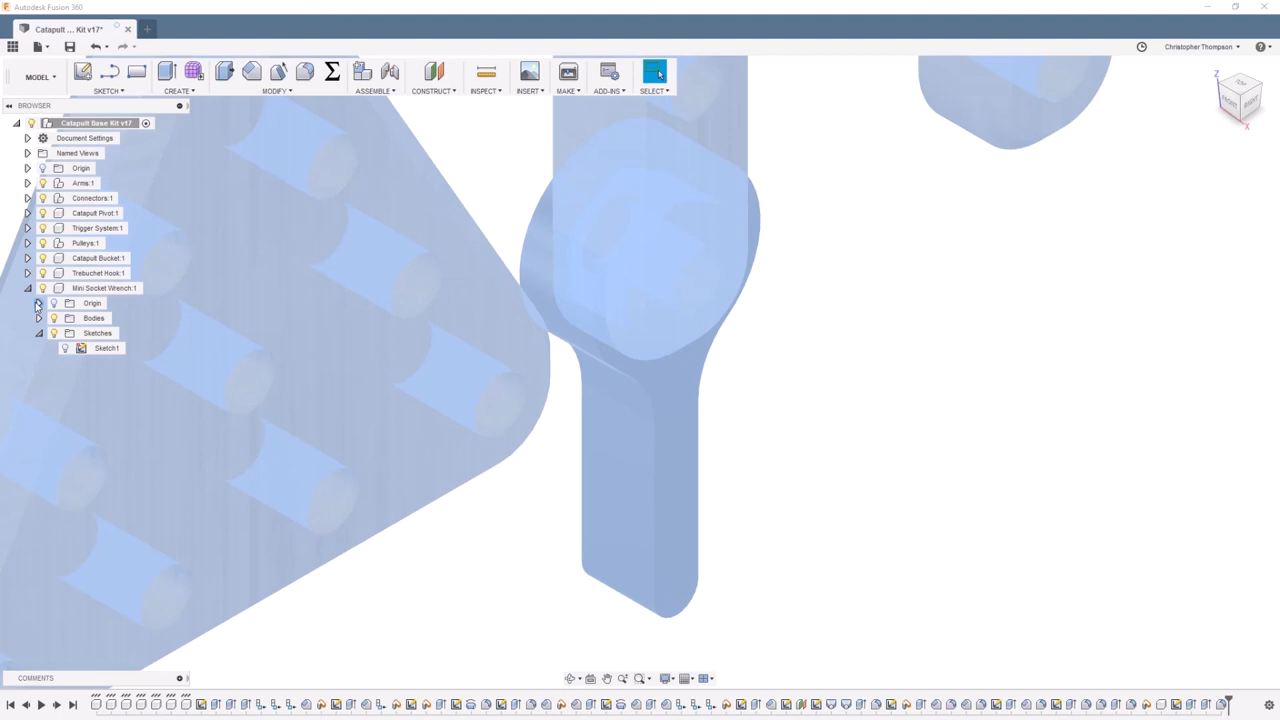 Autodesk Fusion 360
Catapult ... Kit v17*
Christopher Thompson
MODEL
SKETCH
CREATE
MODIFY
ASSEMBLE
CONSTRUCT
INSPECT
INSERT
MAKE
ADD-INS
SELECT
BROWSER
Catapult Base Kit v17
Document Settings
Named Views
Origin
Arms:1
Connectors:1
Catapult Pivot:1
Trigger System:1
Pulleys:1
Catapult Bucket:1
Trebuchet Hook:1
Mini Socket Wrench:1
Origin
Bodies
Sketches
Sketch1
Z
TOP
FRONT
RIGHT
X
COMMENTS